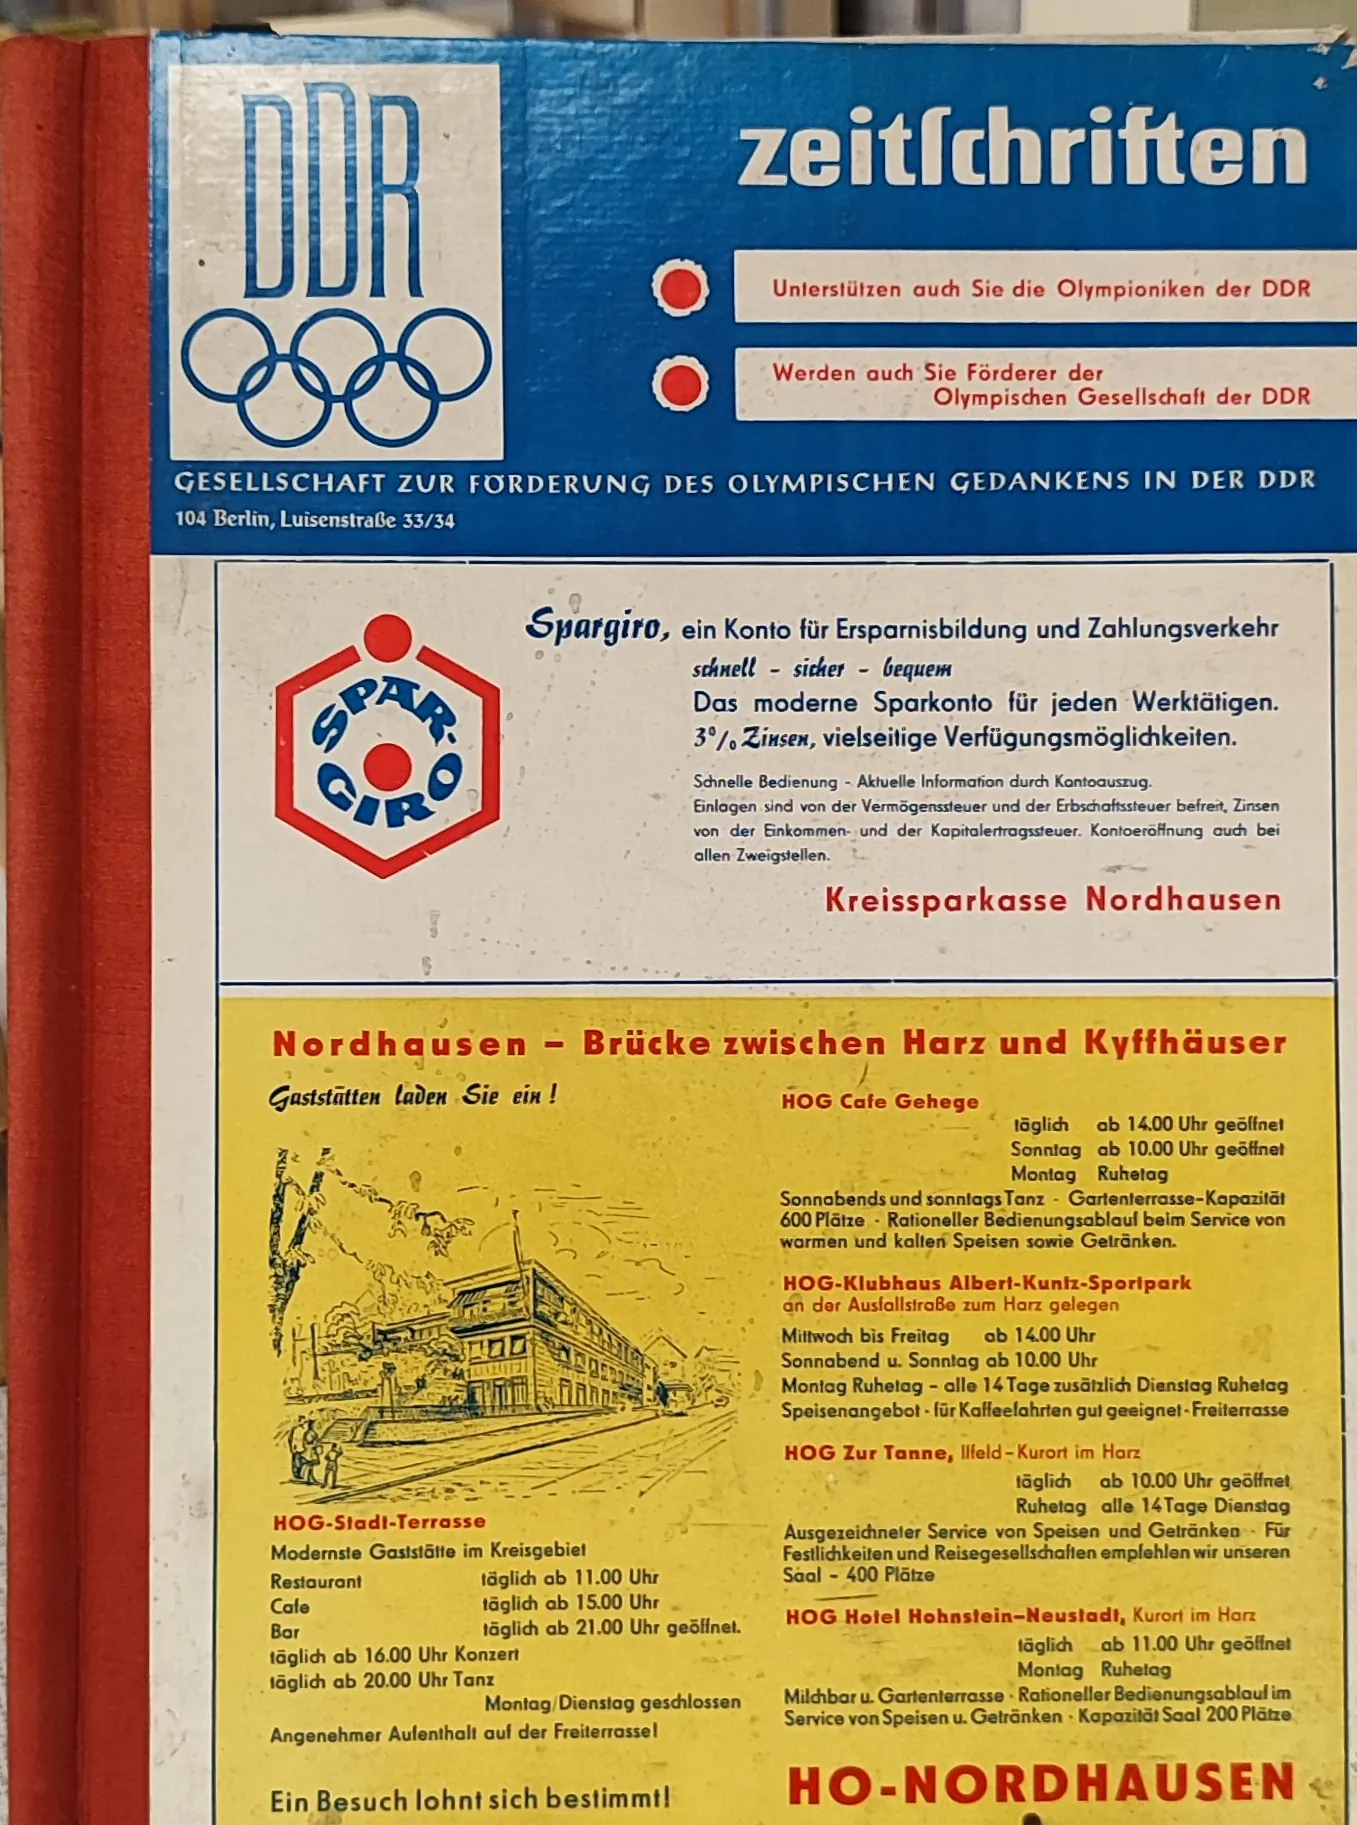 DDR
zeitſchriften
Unterstützen auch Sie die Olympioniken der DDR
Werden auch Sie Förderer der
Olympischen Gesellschaft der DDR
GESELLSCHAFT ZUR FÖRDERUNG DES OLYMPISCHEN GEDANKENS IN DER DDR
104 Berlin, Luisenstraße 33/34
SPAR-
GIRO
Spargiro, ein Konto für Ersparnisbildung und Zahlungsverkehr
schnell - sicher - bequem
Das moderne Sparkonto für jeden Werktätigen.
3% Zinsen, vielseitige Verfügungsmöglichkeiten.
Schnelle Bedienung - Aktuelle Information durch Kontoauszug.
Einlagen sind von der Vermögenssteuer und der Erbschaftssteuer befreit, Zinsen
von der Einkommen- und der Kapitalertragssteuer. Kontoeröffnung auch bei
allen Zweigstellen.
Kreissparkasse Nordhausen
Nordhausen – Brücke zwischen Harz und Kyffhäuser
Gaststätten laden Sie ein!
HOG-Stadt-Terrasse
Modernste Gaststätte im Kreisgebiet
Restaurant täglich ab 11.00 Uhr
Cafe täglich ab 15.00 Uhr
Bar täglich ab 21.00 Uhr geöffnet.
täglich ab 16.00 Uhr Konzert
täglich ab 20.00 Uhr Tanz
Montag/Dienstag geschlossen
Angenehmer Aufenthalt auf der Freiterrasse!
Ein Besuch lohnt sich bestimmt!
HOG Cafe Gehege
täglich ab 14.00 Uhr geöffnet
Sonntag ab 10.00 Uhr geöffnet
Montag Ruhetag
Sonnabends und sonntags Tanz · Gartenterrasse-Kapazität
600 Plätze · Rationeller Bedienungsablauf beim Service von
warmen und kalten Speisen sowie Getränken.
HOG-Klubhaus Albert-Kuntz-Sportpark
an der Ausfallstraße zum Harz gelegen
Mittwoch bis Freitag ab 14.00 Uhr
Sonnabend u. Sonntag ab 10.00 Uhr
Montag Ruhetag – alle 14 Tage zusätzlich Dienstag Ruhetag
Speisenangebot · für Kaffeefahrten gut geeignet · Freiterrasse
HOG Zur Tanne, Ilfeld – Kurort im Harz
täglich ab 10.00 Uhr geöffnet
Ruhetag alle 14 Tage Dienstag
Ausgezeichneter Service von Speisen und Getränken · Für
Festlichkeiten und Reisegesellschaften empfehlen wir unseren
Saal – 400 Plätze
HOG Hotel Hohnstein–Neustadt, Kurort im Harz
täglich ab 11.00 Uhr geöffnet
Montag Ruhetag
Milchbar u. Gartenterrasse · Rationeller Bedienungsablauf im
Service von Speisen u. Getränken · Kapazität Saal 200 Plätze
HO-NORDHAUSEN